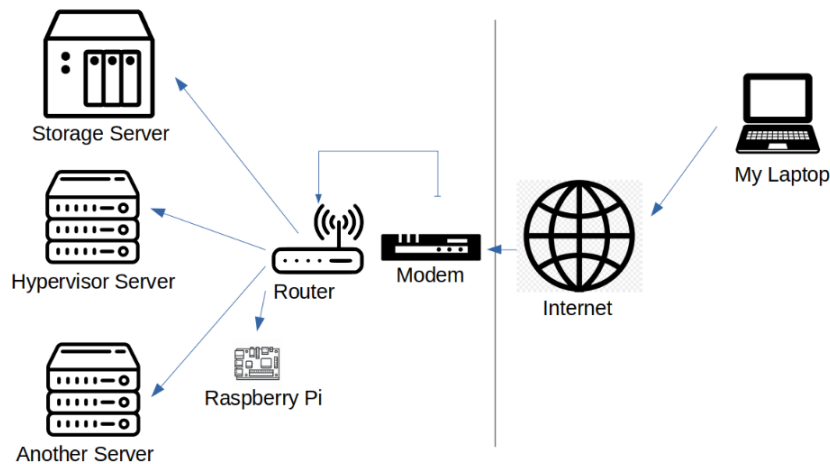 Storage Server
My Laptop
Hypervisor Server
Router
Modem
Internet
Raspberry Pi
Another Server